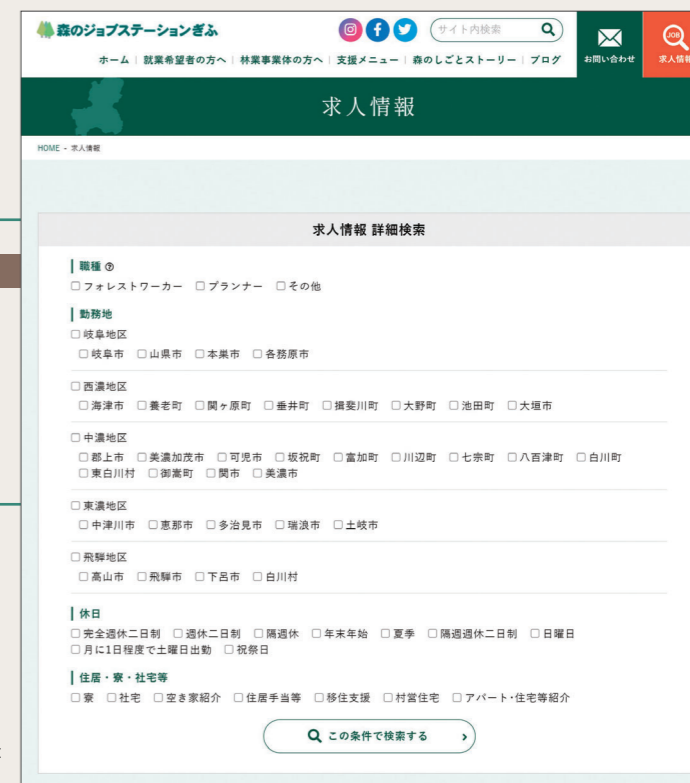 森のジョブステーションぎふ
サイト内検索
お問い合わせ
JOB
求人情報
ホーム | 就業希望者の方へ | 林業事業体の方へ | 支援メニュー | 森のしごとストーリー | ブログ
求人情報
HOME - 求人情報
求人情報 詳細検索
職種 ?
フォレストワーカー プランナー その他
勤務地
岐阜地区
岐阜市 山県市 本巣市 各務原市
西濃地区
海津市 養老町 関ヶ原町 垂井町 揖斐川町 大野町 池田町 大垣市
中濃地区
郡上市 美濃加茂市 可児市 坂祝町 富加町 川辺町 七宗町 八百津町 白川町
東白川村 御嵩町 関市 美濃市
東濃地区
中津川市 恵那市 多治見市 瑞浪市 土岐市
飛騨地区
高山市 飛騨市 下呂市 白川村
休日
完全週休二日制 週休二日制 隔週休 年末年始 夏季 隔週週休二日制 日曜日
月に1日程度で土曜日出勤 祝祭日
住居・寮・社宅等
寮 社宅 空き家紹介 住居手当等 移住支援 村営住宅 アパート・住宅等紹介
この条件で検索する